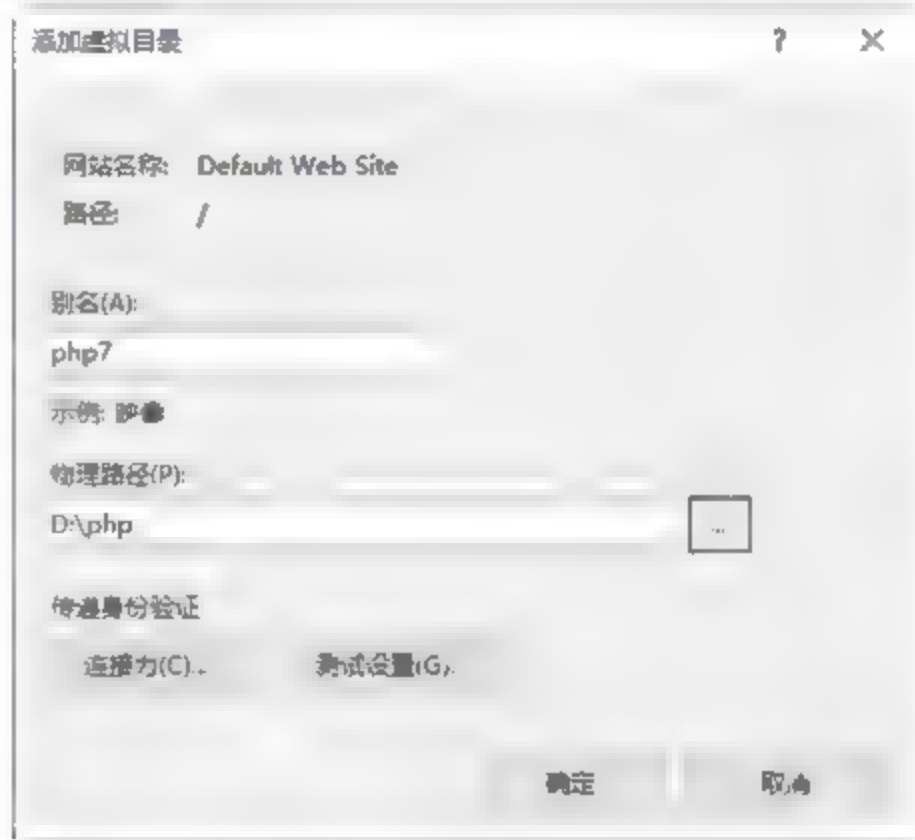 添加虚拟目录 ? ×
网站名称: Default Web Site
路径: /
别名(A):
php7
示例: 映像
物理路径(P):
D:\php
...
传递身份验证
连接为(C)... 测试设置(G)...
确定 取消